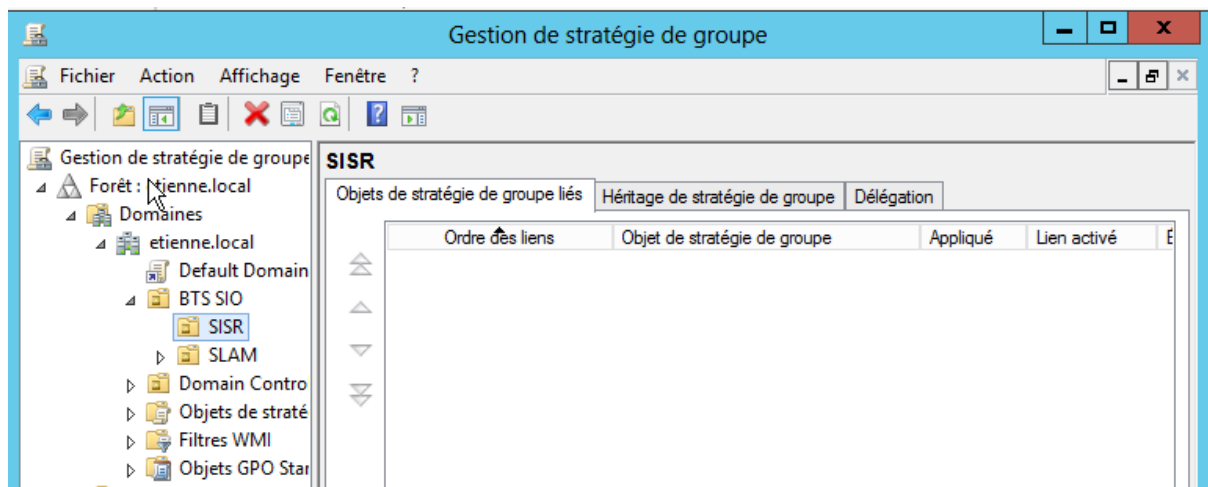 Gestion de stratégie de groupe
Fichier Action Affichage Fenêtre ?
Gestion de stratégie de groupe
Forêt : etienne.local
Domaines
etienne.local
Default Domain
BTS SIO
SISR
SLAM
Domain Contro
Objets de straté
Filtres WMI
Objets GPO Star
SISR
Objets de stratégie de groupe liés Héritage de stratégie de groupe Délégation
Ordre des liens Objet de stratégie de groupe Appliqué Lien activé É